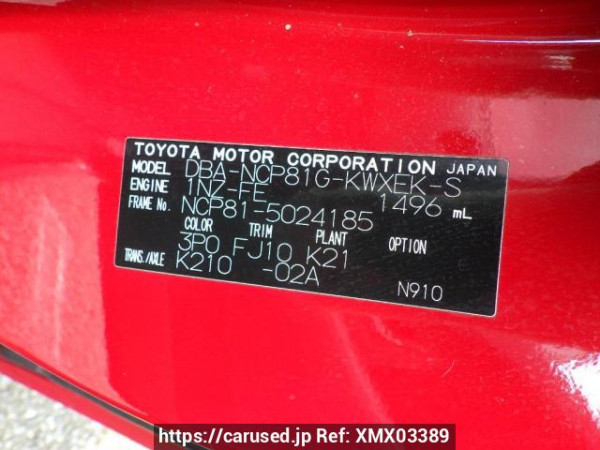 TOYOTA MOTOR CORPORATION JAPAN
MODEL DBA-NCP81G-KWXEK-S
ENGINE 1NZ-FE 1496 mL
FRAME No. NCP81-5024185
COLOR TRIM PLANT OPTION
3P0 FJ10 K21
TRANS./AXLE K210 -02A
N910
https://carused.jp Ref: XMX03389